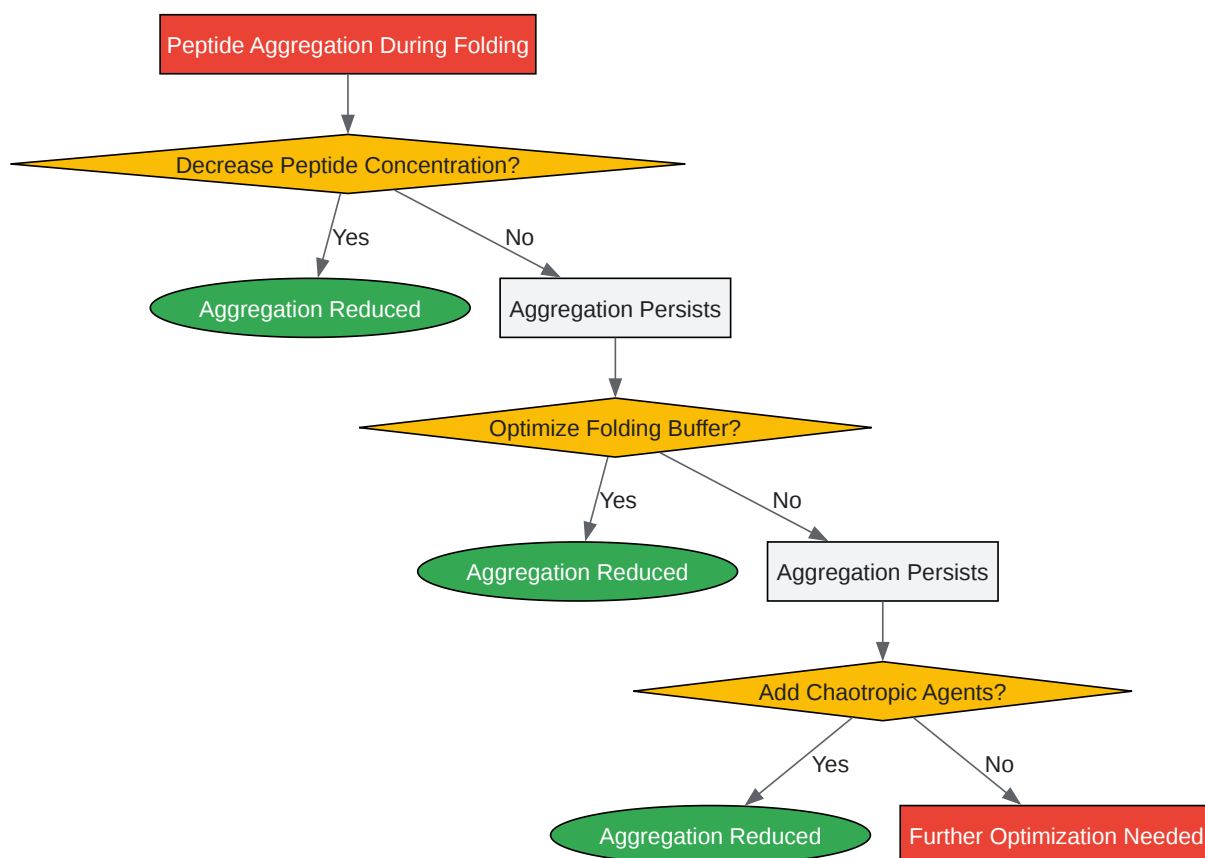 Peptide Aggregation During Folding
Decrease Peptide Concentration?
Yes
No
Aggregation Reduced
Aggregation Persists
Optimize Folding Buffer?
Yes
No
Aggregation Reduced
Aggregation Persists
Add Chaotropic Agents?
Yes
No
Aggregation Reduced
Further Optimization Needed